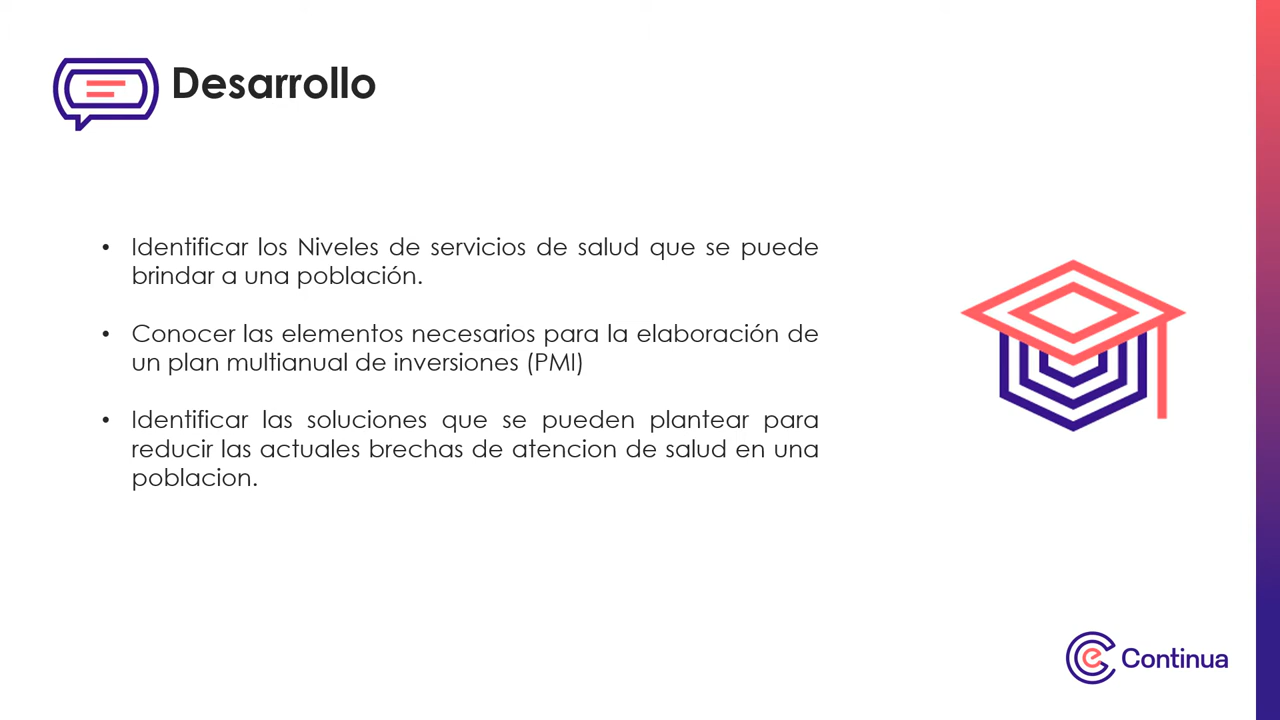 Desarrollo
• Identificar los Niveles de servicios de salud que se puede
brindar a una población.
• Conocer las elementos necesarios para la elaboración de
un plan multianual de inversiones (PMI)
• Identificar las soluciones que se pueden plantear para
reducir las actuales brechas de atencion de salud en una
poblacion.
e Continua